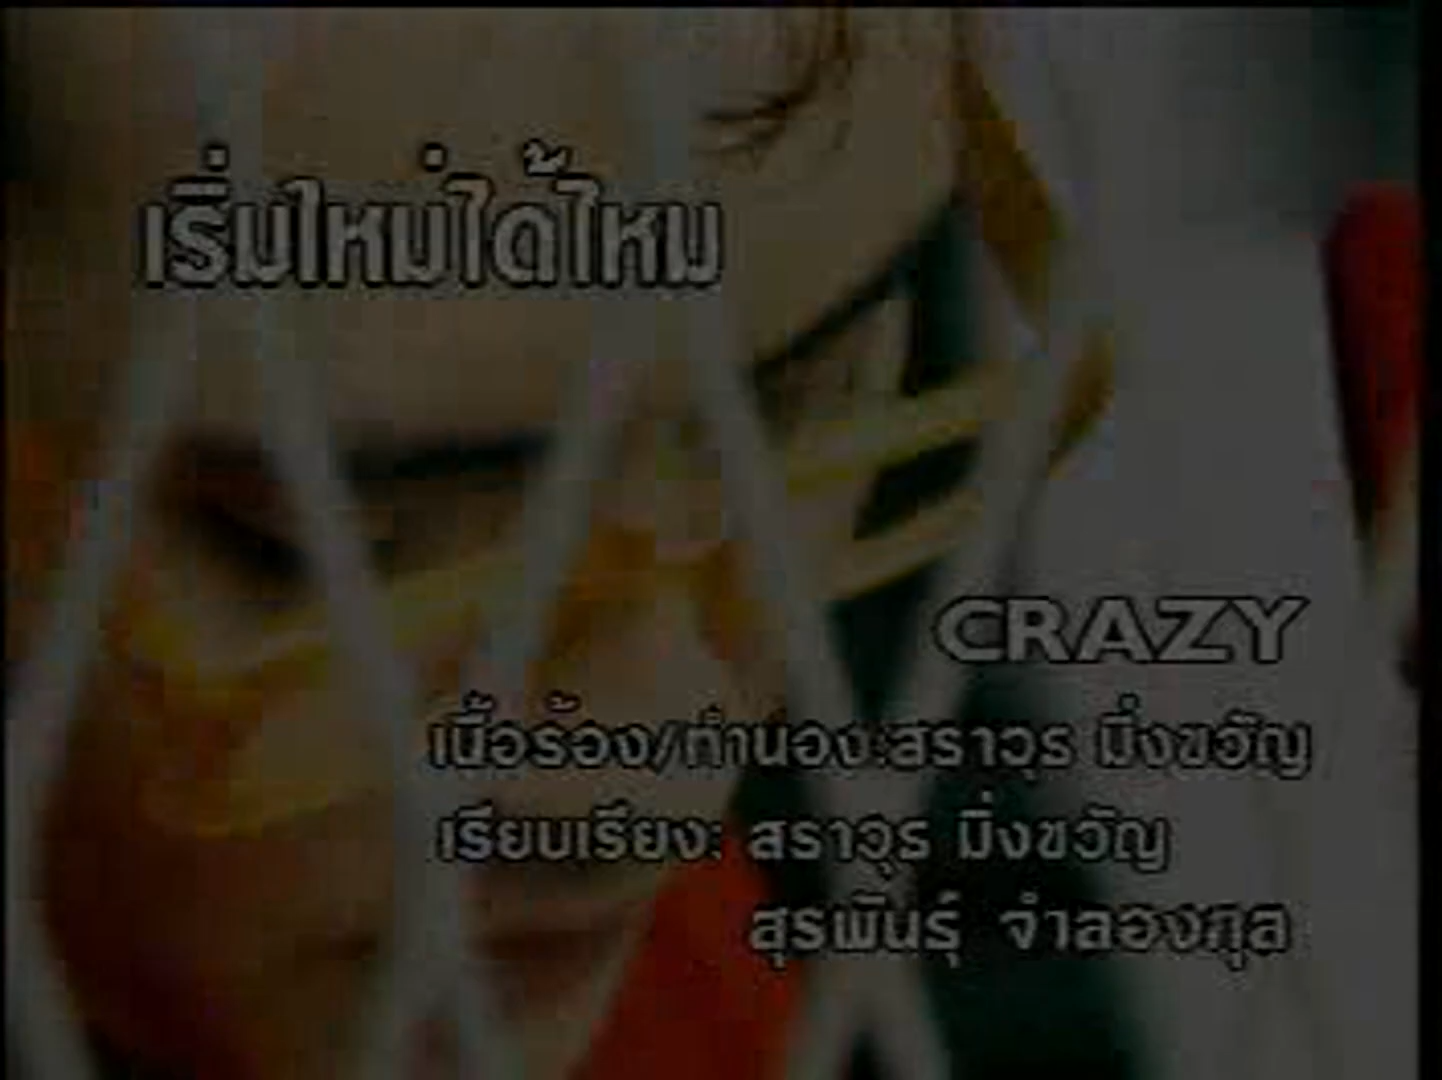 เริ่มใหม่ได้ไหม
CRAZY
เนื้อร้อง/ทำนอง:สราวุธ มิ่งขวัญ
เรียบเรียง: สราวุธ มิ่งขวัญ
สุรพันธุ์ จำลองกุล